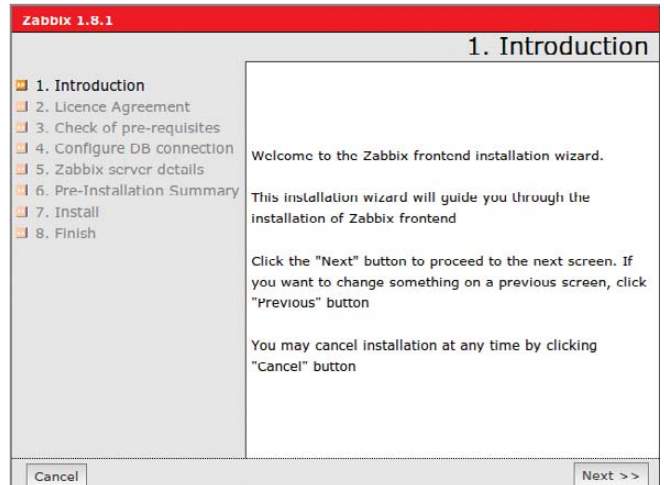 Zabbix 1.8.1
1. Introduction
1. Introduction
2. Licence Agreement
3. Check of pre-requisites
4. Configure DB connection
5. Zabbix server details
6. Pre-Installation Summary
7. Install
8. Finish
Welcome to the Zabbix frontend installation wizard.
This installation wizard will guide you through the
installation of Zabbix frontend
Click the "Next" button to proceed to the next screen. If
you want to change something on a previous screen, click
"Previous" button
You may cancel installation at any time by clicking
"Cancel" button
Cancel
Next >>